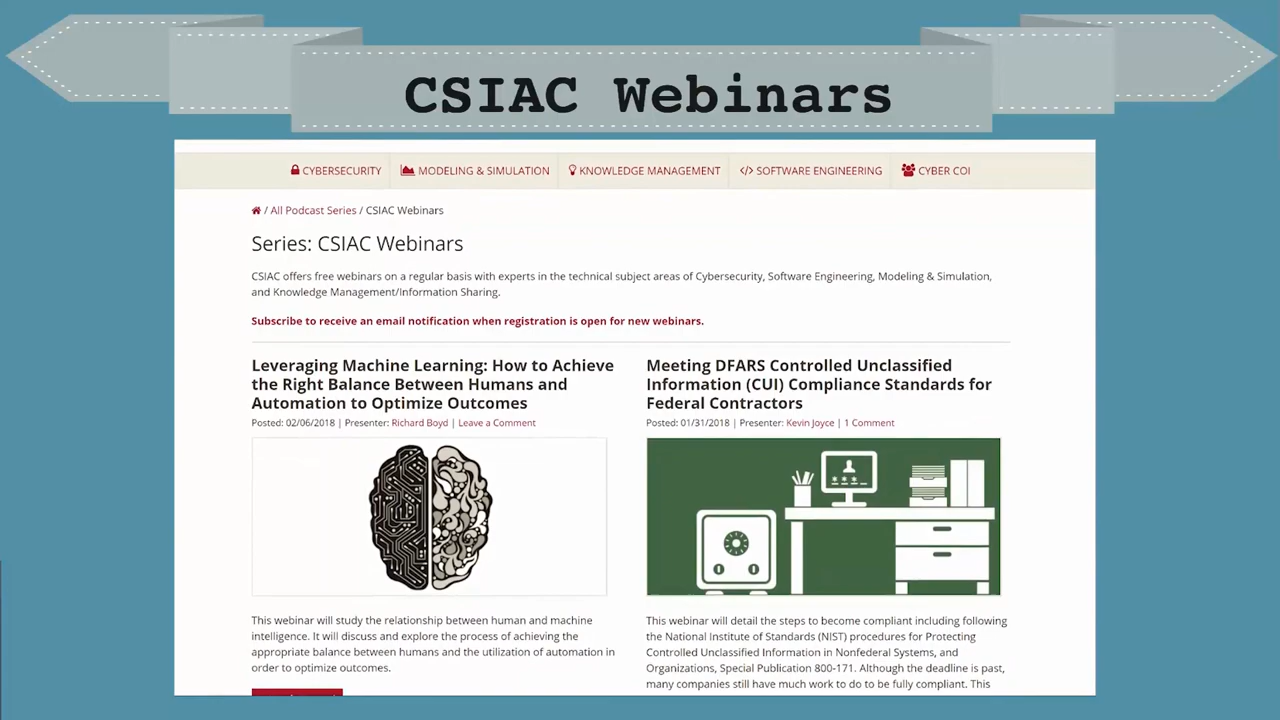 CSIAC Webinars
CYBERSECURITY
MODELING & SIMULATION
KNOWLEDGE MANAGEMENT
</> SOFTWARE ENGINEERING
CYBER COI
/ All Podcast Series / CSIAC Webinars
Series: CSIAC Webinars
CSIAC offers free webinars on a regular basis with experts in the technical subject areas of Cybersecurity, Software Engineering, Modeling & Simulation,
and Knowledge Management/Information Sharing.
Subscribe to receive an email notification when registration is open for new webinars.
Leveraging Machine Learning: How to Achieve
the Right Balance Between Humans and
Automation to Optimize Outcomes
Posted: 02/06/2018 | Presenter: Richard Boyd | Leave a Comment
This webinar will study the relationship between human and machine
intelligence. It will discuss and explore the process of achieving the
appropriate balance between humans and the utilization of automation in
order to optimize outcomes.
Meeting DFARS Controlled Unclassified
Information (CUI) Compliance Standards for
Federal Contractors
Posted: 01/31/2018 | Presenter: Kevin Joyce | 1 Comment
This webinar will detail the steps to become compliant including following
the National Institute of Standards (NIST) procedures for Protecting
Controlled Unclassified Information in Nonfederal Systems, and
Organizations, Special Publication 800-171. Although the deadline is past,
many companies still have much work to do to be fully compliant. This